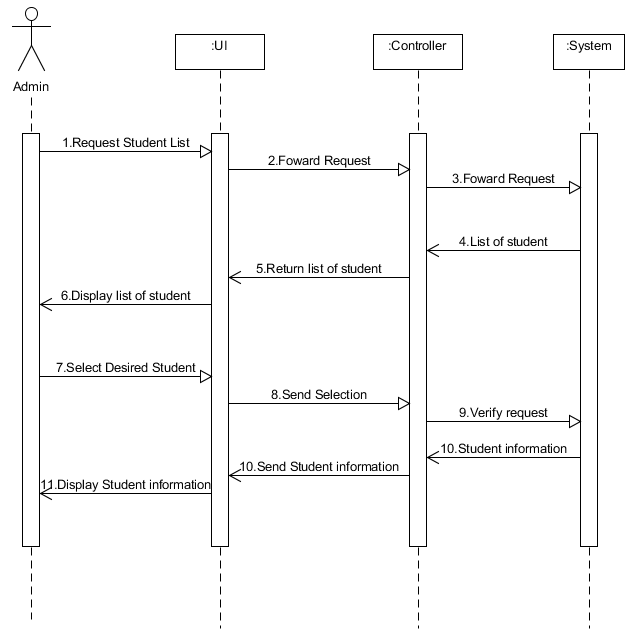 :UI
:Controller
:System
Admin
1.Request Student List
2.Foward Request
3.Foward Request
4.List of student
5.Return list of student
6.Display list of student
7.Select Desired Student
8.Send Selection
9.Verify request
10.Student information
10.Send Student information
11.Display Student information